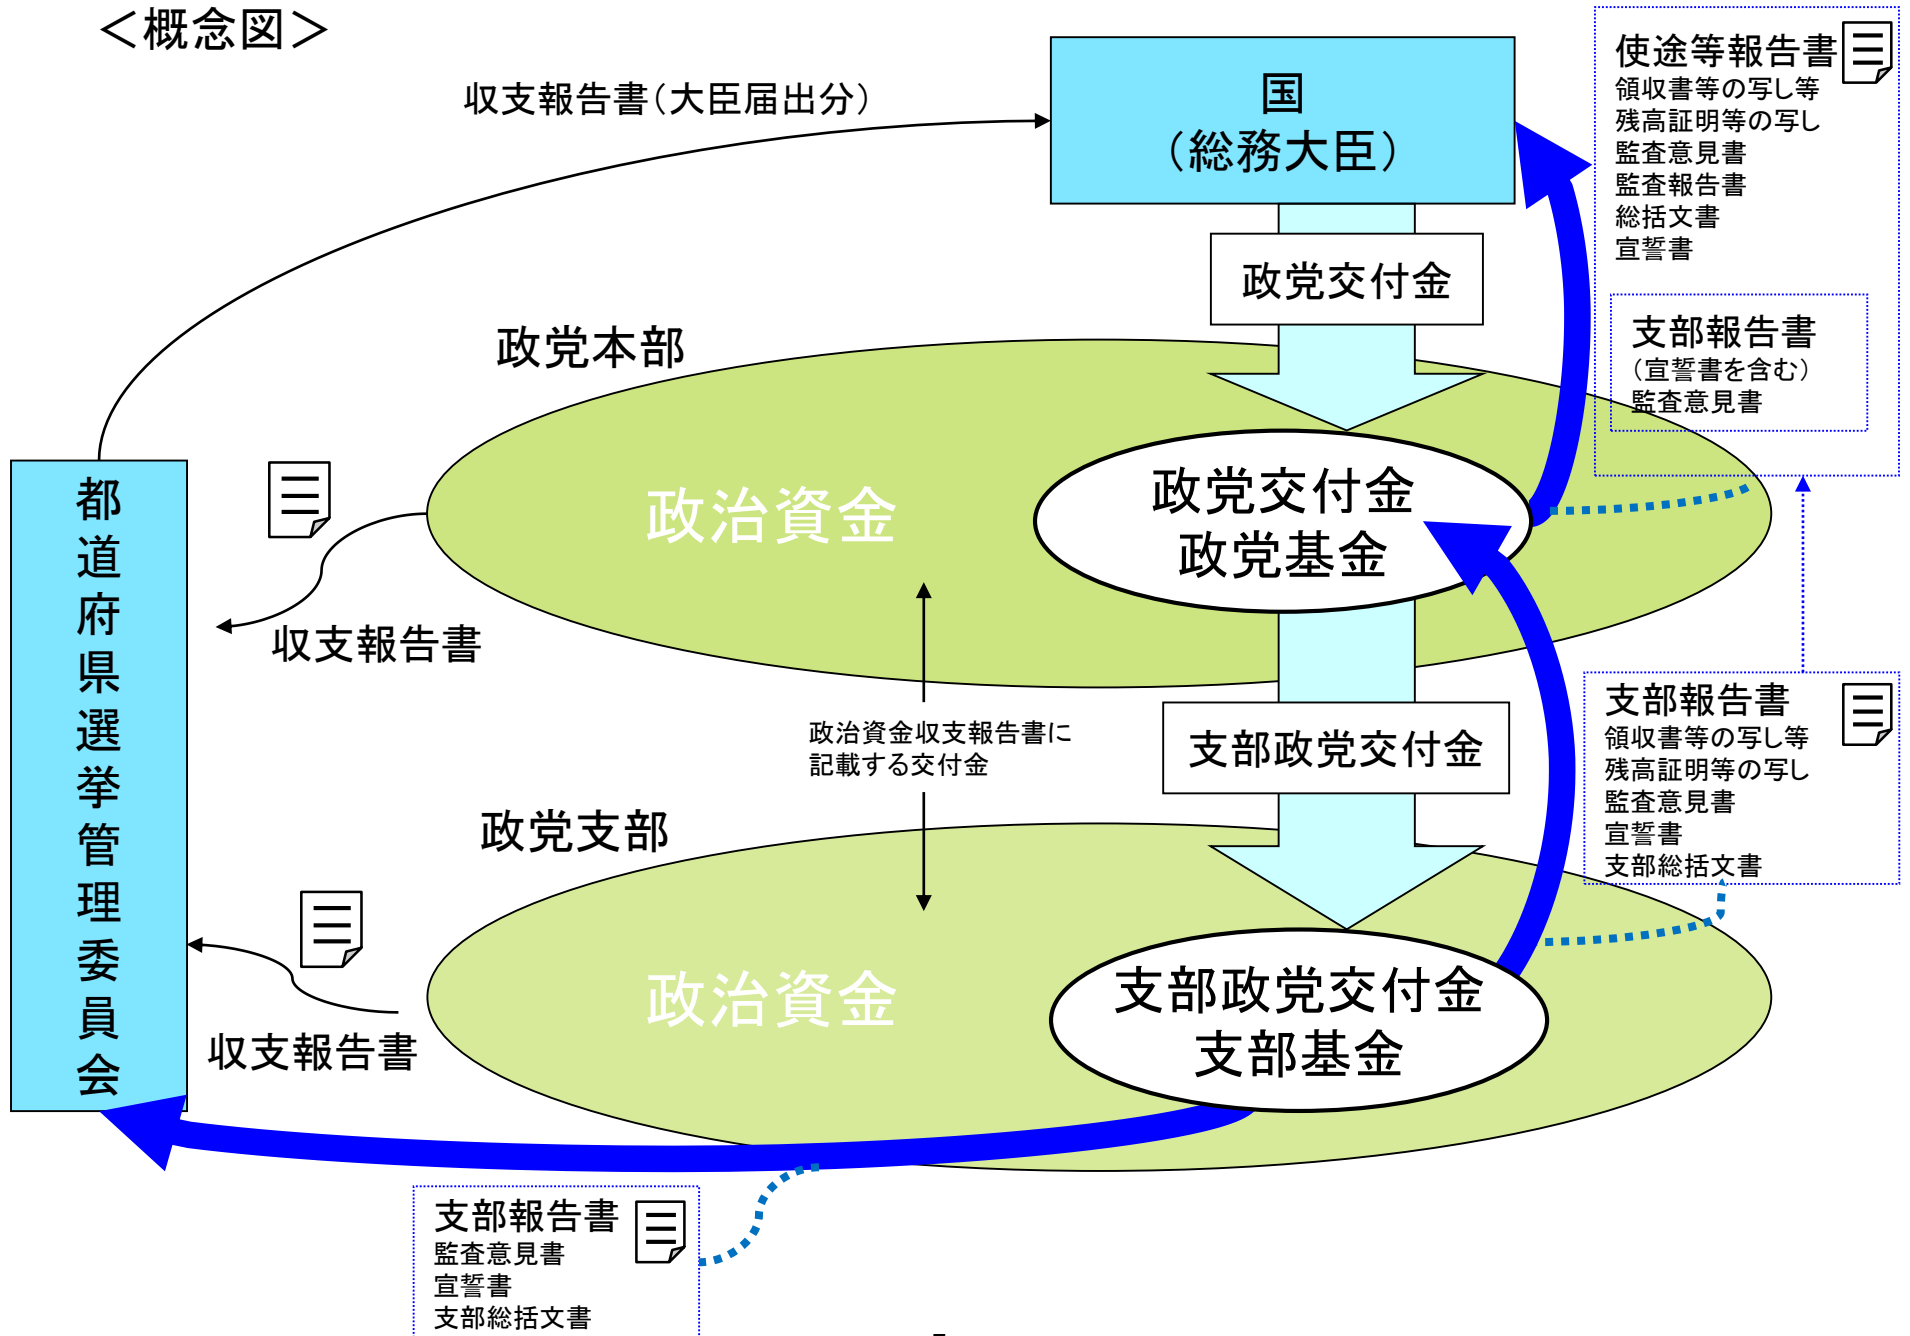 ＜概念図＞
収支報告書（大臣届出分）
国
（総務大臣）
使途等報告書
領収書等の写し等
残高証明等の写し
監査意見書
監査報告書
総括文書
宣誓書
支部報告書
（宣誓書を含む）
監査意見書
政党交付金
政党本部
政治資金
政党交付金
政党基金
都道府県選挙管理委員会
収支報告書
政治資金収支報告書に
記載する交付金
支部政党交付金
支部報告書
領収書等の写し等
残高証明等の写し
監査意見書
宣誓書
支部総括文書
政党支部
政治資金
支部政党交付金
支部基金
収支報告書
支部報告書
監査意見書
宣誓書
支部総括文書